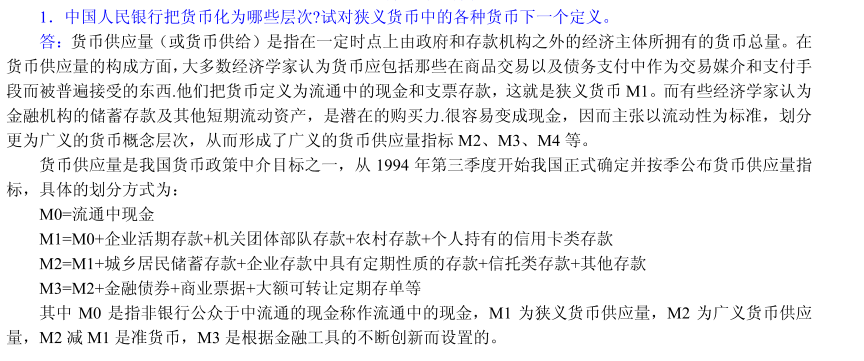 1．中国人民银行把货币化为哪些层次?试对狭义货币中的各种货币下一个定义。
答：货币供应量（或货币供给）是指在一定时点上由政府和存款机构之外的经济主体所拥有的货币总量。在
货币供应量的构成方面,大多数经济学家认为货币应包括那些在商品交易以及债务支付中作为交易媒介和支付手
段而被普遍接受的东西.他们把货币定义为流通中的现金和支票存款，这就是狭义货币 M1。而有些经济学家认为
金融机构的储蓄存款及其他短期流动资产，是潜在的购买力.很容易变成现金，因而主张以流动性为标准，划分
更为广义的货币概念层次，从而形成了广义的货币供应量指标 M2、M3、M4 等。
货币供应量是我国货币政策中介目标之一，从 1994 年第三季度开始我国正式确定并按季公布货币供应量指
标，具体的划分方式为：
M0=流通中现金
M1=M0+企业活期存款+机关团体部队存款+农村存款+个人持有的信用卡类存款
M2=M1+城乡居民储蓄存款+企业存款中具有定期性质的存款+信托类存款+其他存款
M3=M2+金融债券+商业票据+大额可转让定期存单等
其中 M0 是指非银行公众于中流通的现金称作流通中的现金，M1 为狭义货币供应量，M2 为广义货币供应
量，M2 减 M1 是准货币，M3 是根据金融工具的不断创新而设置的。